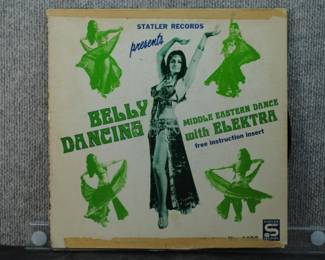 STATLER RECORDS
presents
BELLY
DANCING
MIDDLE EASTERN DANCE
with ELEKTRA
free instruction insert
S